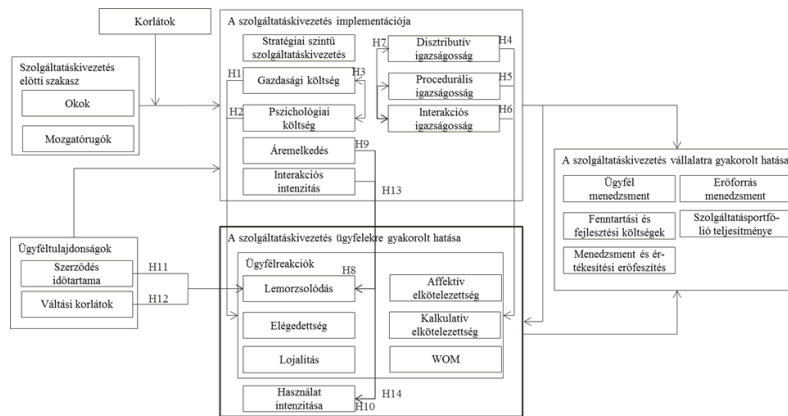 Korlátok
Szolgáltatáskivezetés
előtti szakasz
Okok
Mozgatórugók
A szolgáltatáskivezetés implementációja
Stratégiai szintű
szolgáltatáskivezetés
H1
Gazdasági költség
H3
H2
Pszichológiai
költség
Áremelkedés
H9
Interakciós
intenzitás
H13
H7
Disztributív
igazságosság
H4
Procedurális
igazságosság
H5
Interakciós
igazságosság
H6
A szolgáltatáskivezetés vállalatra gyakorolt hatása
Ügyfél
menedzsment
Erőforrás
menedzsment
Fenntartási és
fejlesztési költségek
Szolgáltatásportfó-
lió teljesítménye
Menedzsment és ér-
tékesítési erőfeszítés
Ügyféltulajdonságok
Szerződés
időtartama
H11
Váltási korlátok
H12
A szolgáltatáskivezetés ügyfelekre gyakorolt hatása
Ügyfélreakciók
Lemorzsolódás
H8
Affektív
elkötelezettség
Elégedettség
Kalkulatív
elkötelezettség
Lojalitás
WOM
Használat
intenzitása
H14
H10